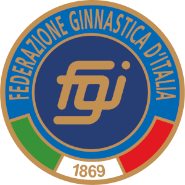 FEDERAZIONE GINNASTICA D'ITALIA
fgi
1869